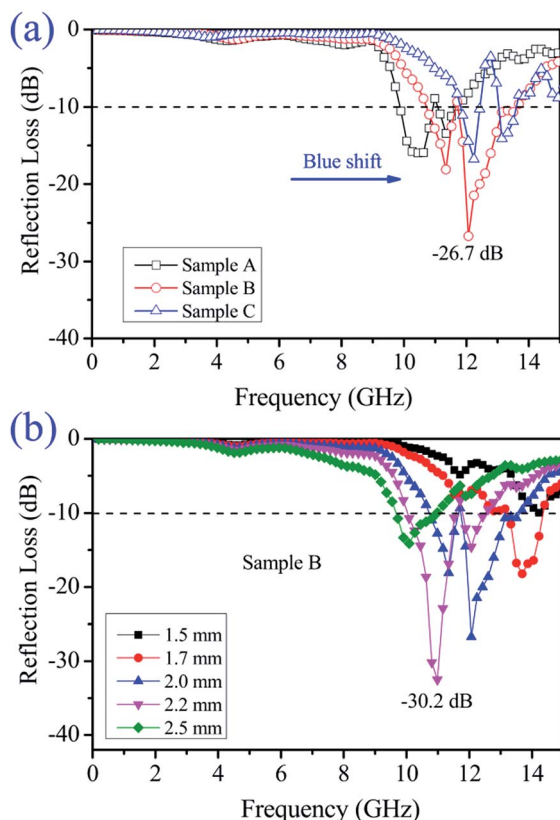 (a)
0
-10
-20
-30
-40
Reflection Loss (dB)
Blue shift
-26.7 dB
Sample A
Sample B
Sample C
0 2 4 6 8 10 12 14
Frequency (GHz)
(b)
0
-10
-20
-30
-40
Reflection Loss (dB)
Sample B
1.5 mm
1.7 mm
2.0 mm
2.2 mm
2.5 mm
-30.2 dB
0 2 4 6 8 10 12 14
Frequency (GHz)